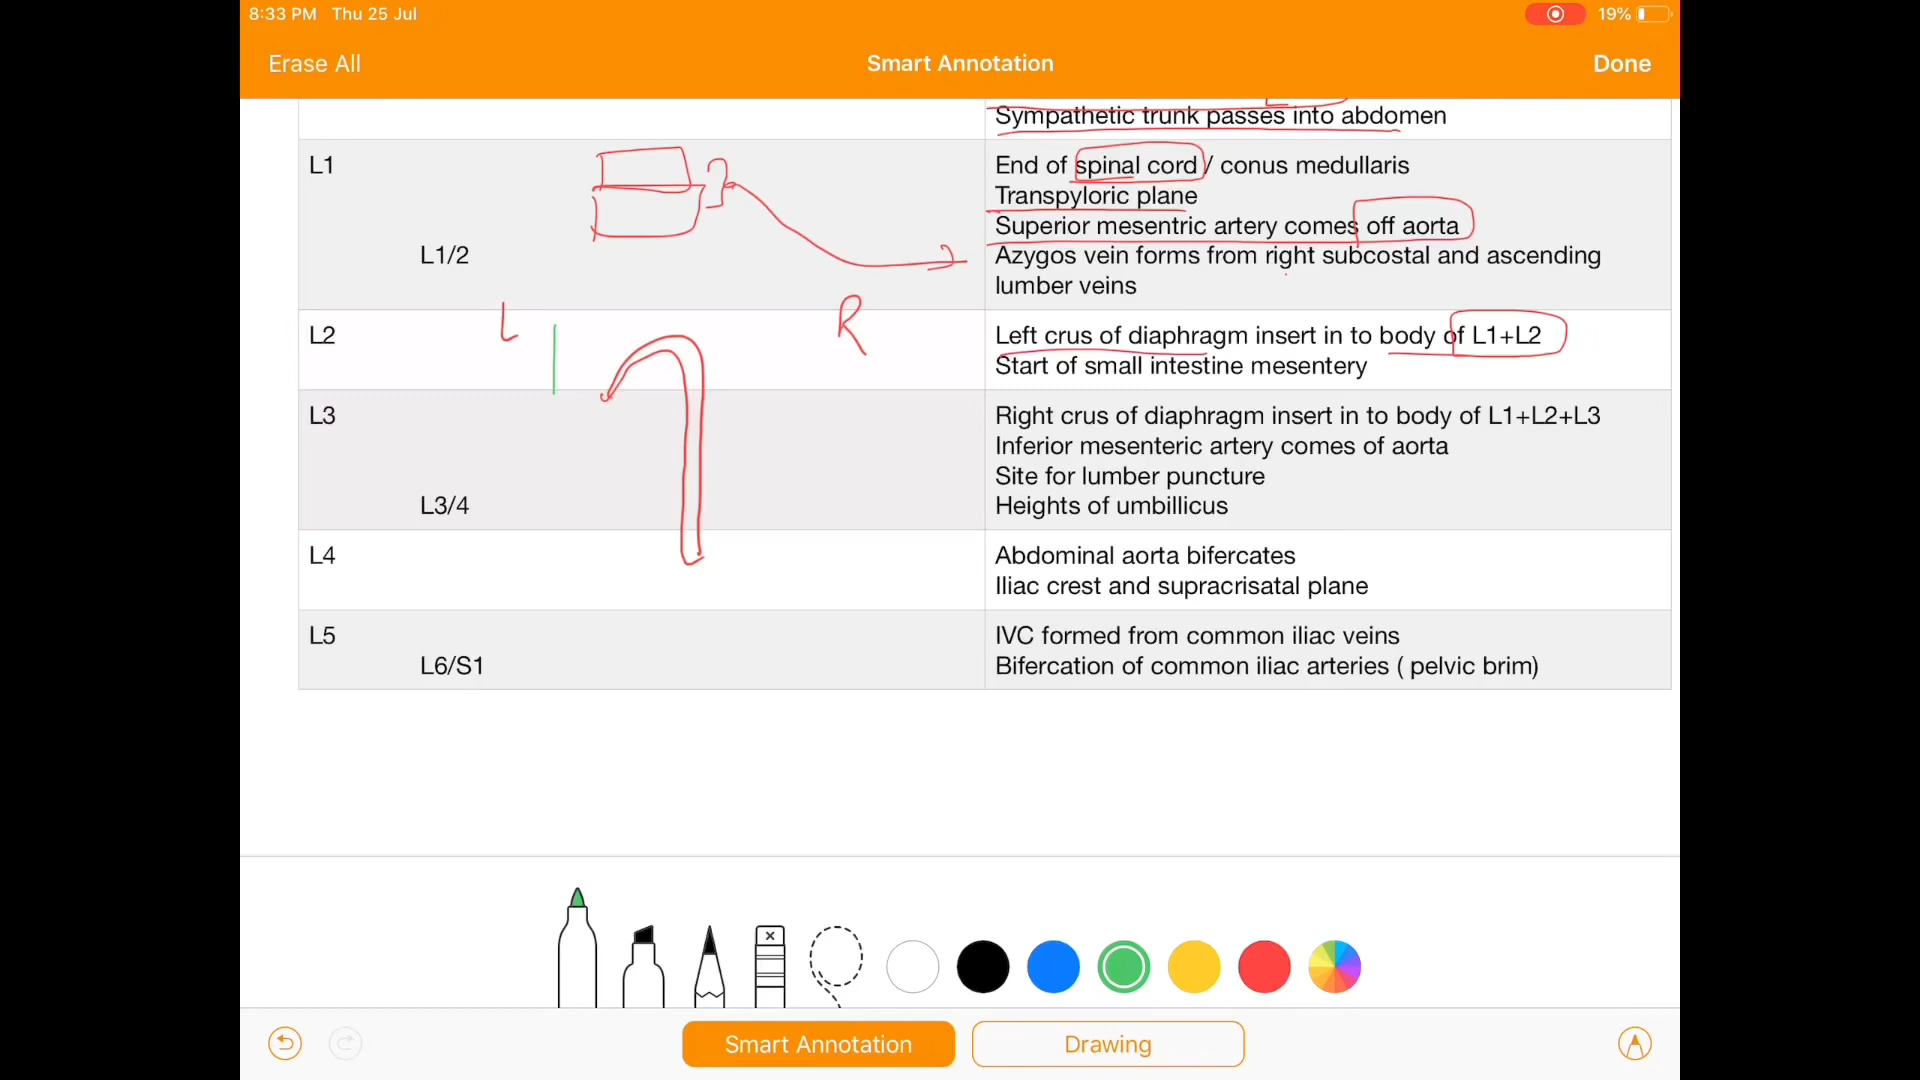 8:33 PM Thu 25 Jul
19%
Erase All
Smart Annotation
Done
Sympathetic trunk passes into abdomen
L1
End of spinal cord / conus medullaris
Transpyloric plane
Superior mesentric artery comes off aorta
L1/2
Azygos vein forms from right subcostal and ascending
lumber veins
L
R
L2
Left crus of diaphragm insert in to body of L1+L2
Start of small intestine mesentery
L3
Right crus of diaphragm insert in to body of L1+L2+L3
Inferior mesenteric artery comes of aorta
Site for lumber puncture
L3/4
Heights of umbillicus
L4
Abdominal aorta bifercates
Iliac crest and supracrisatal plane
L5
IVC formed from common iliac veins
L6/S1
Bifercation of common iliac arteries ( pelvic brim)
Smart Annotation
Drawing